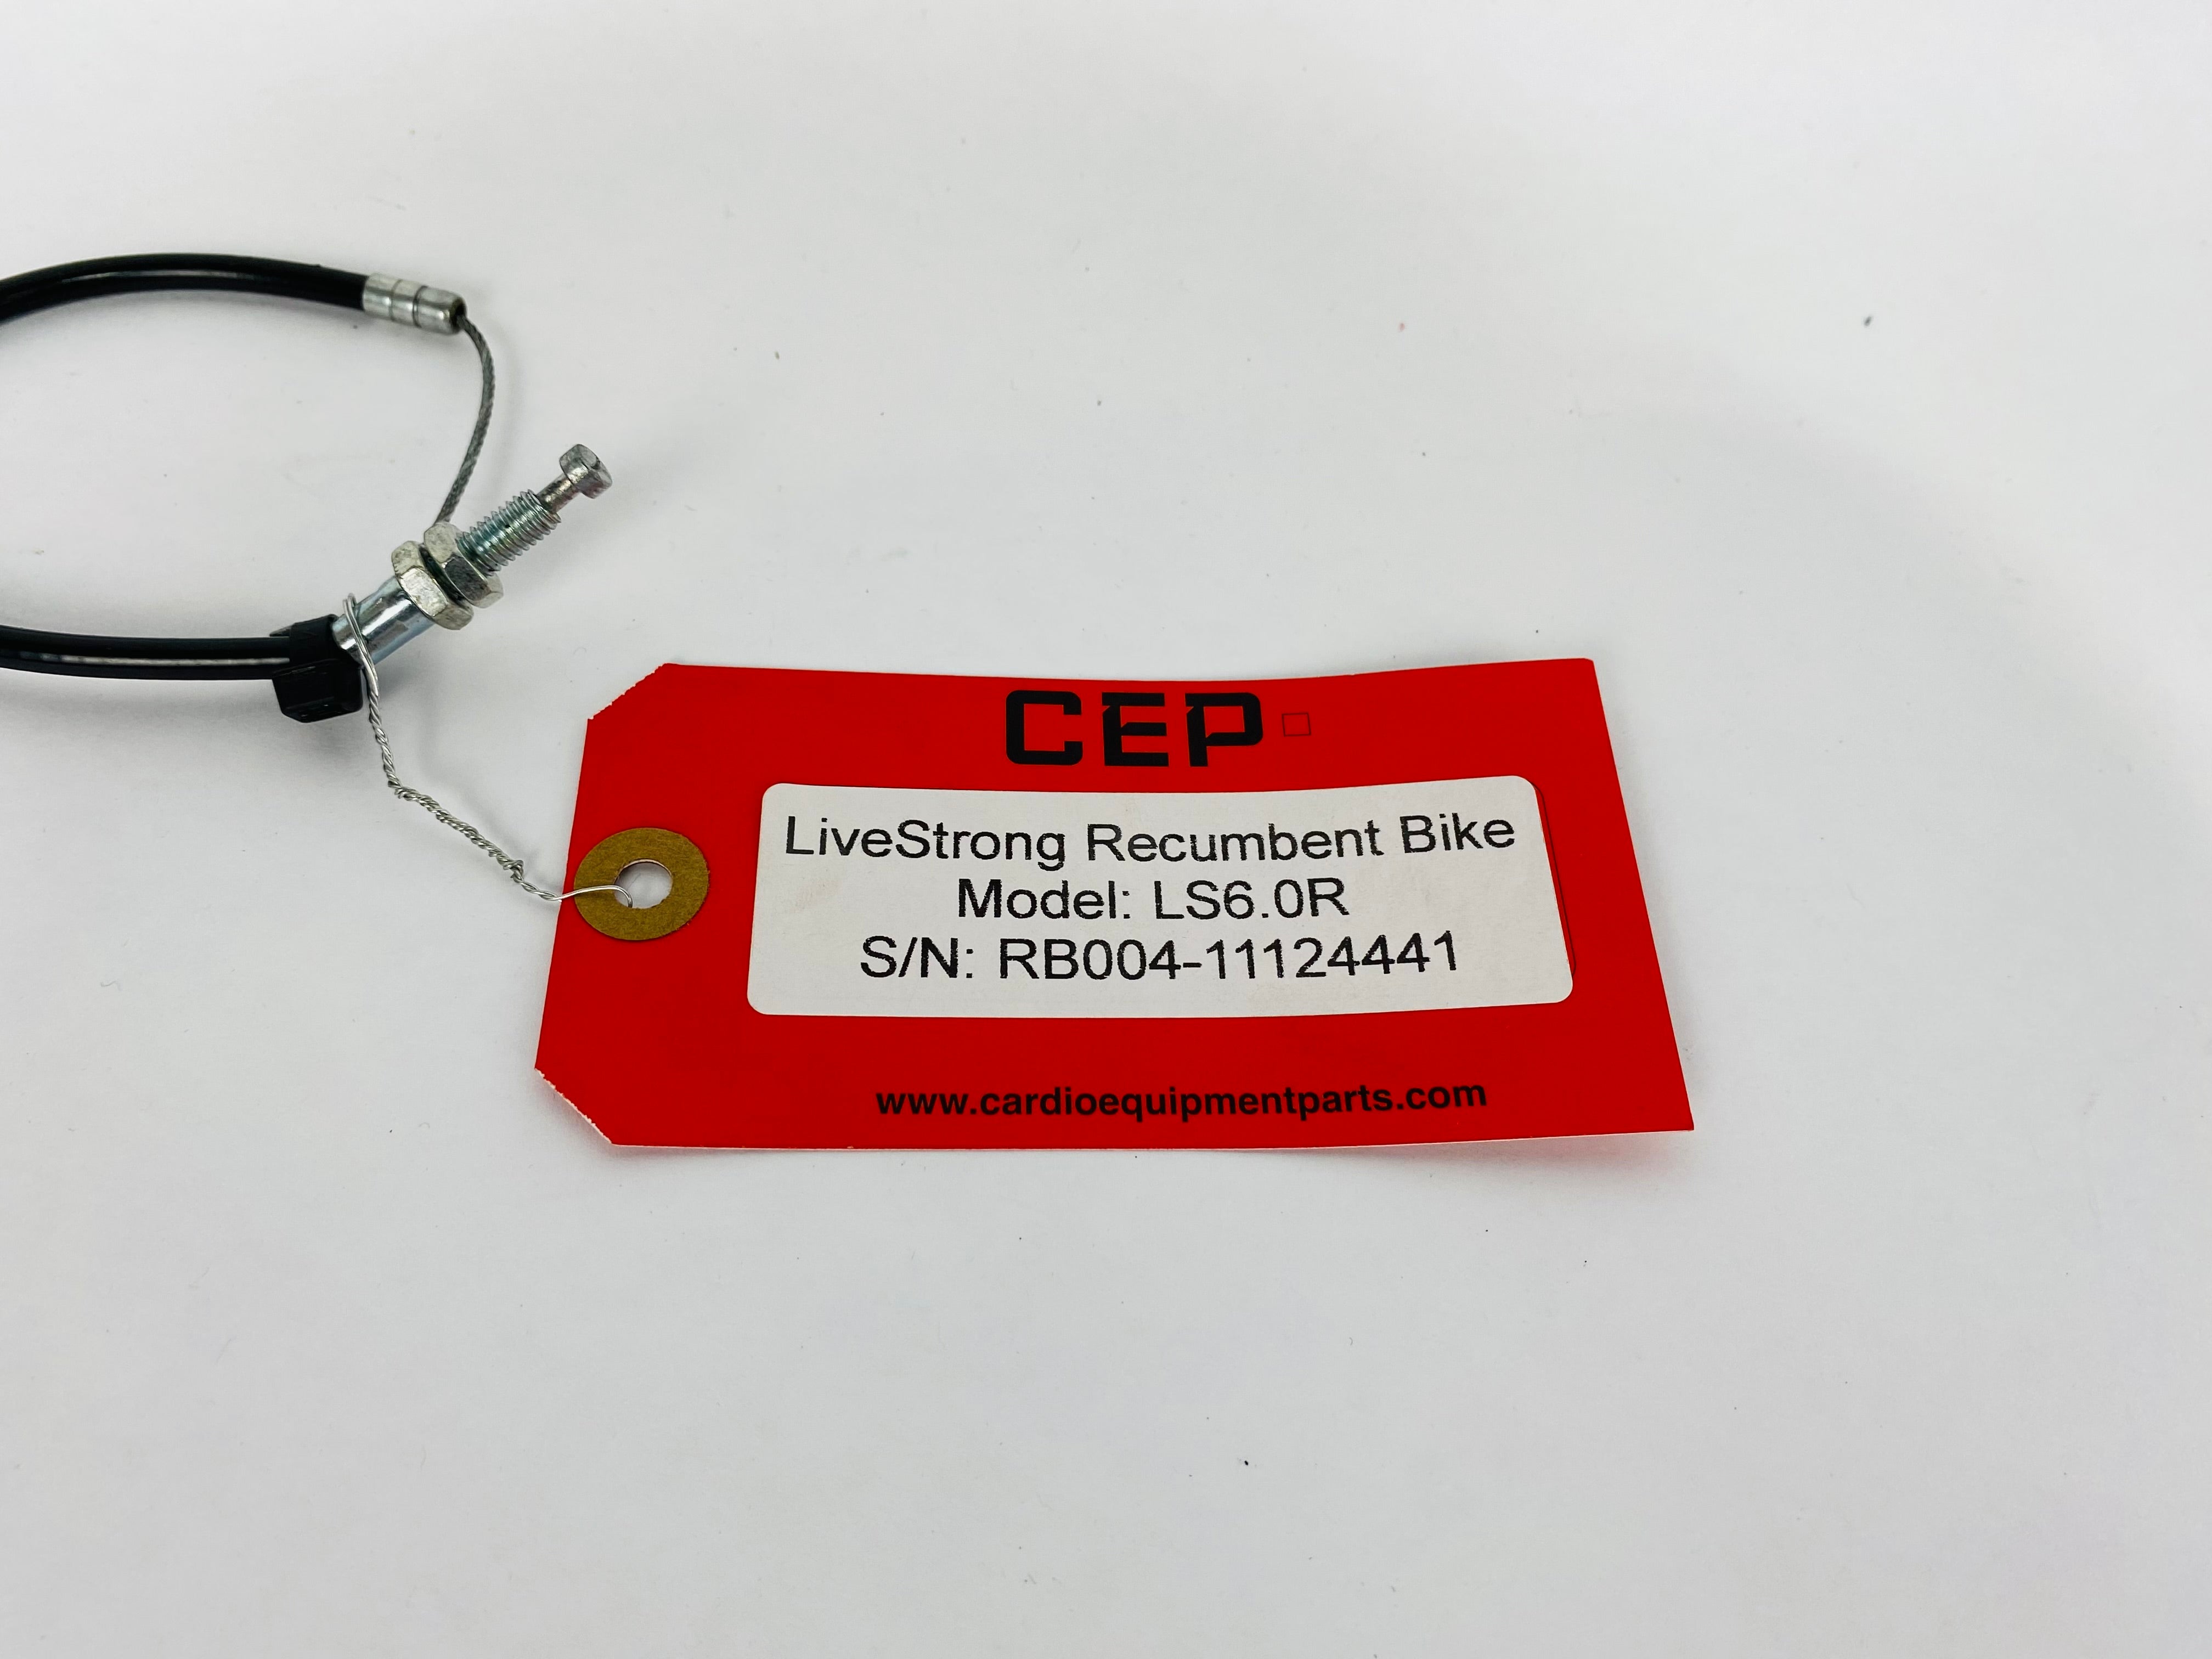 CEP
LiveStrong Recumbent Bike
Model: LS6.0R
S/N: RB004-11124441
www.cardioequipmentparts.com